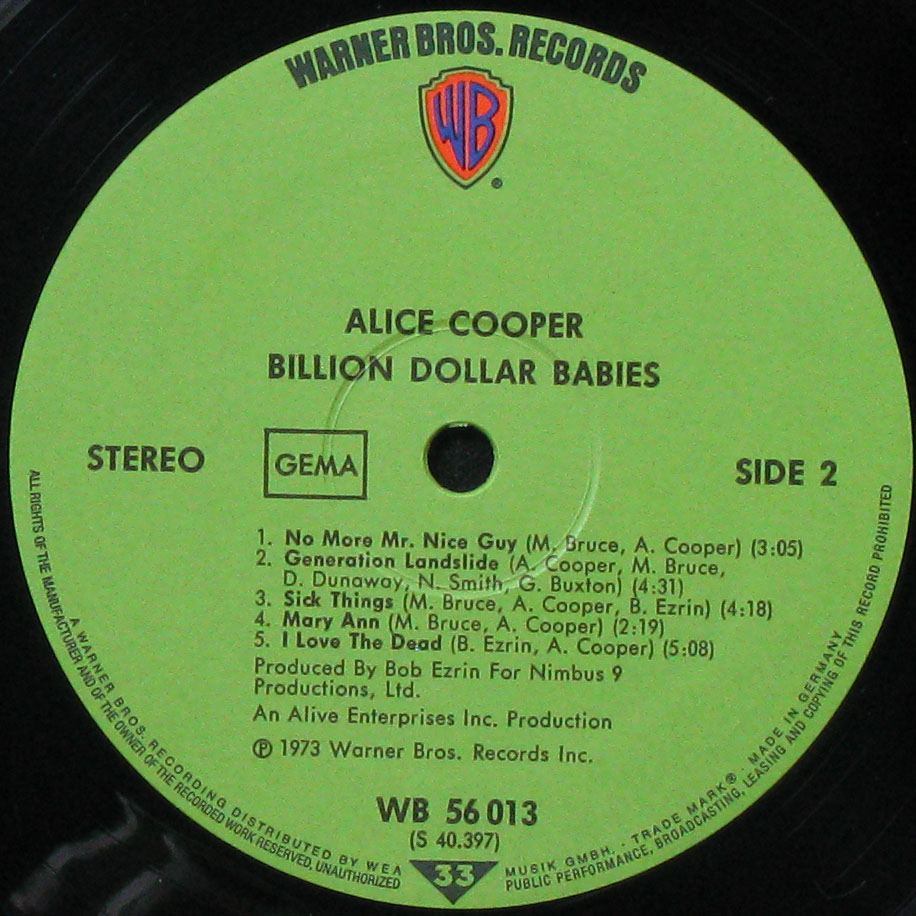 WARNER BROS. RECORDS
WB
®
ALICE COOPER
BILLION DOLLAR BABIES
STEREO
GEMA
SIDE 2
1. No More Mr. Nice Guy (M. Bruce, A. Cooper) (3:05)
2. Generation Landslide (A. Cooper, M. Bruce,
D. Dunaway, N. Smith, G. Buxton) (4:31)
3. Sick Things (M. Bruce, A. Cooper, B. Ezrin) (4:18)
4. Mary Ann (M. Bruce, A. Cooper) (2:19)
5. I Love The Dead (B. Ezrin, A. Cooper) (5:08)
Produced By Bob Ezrin For Nimbus 9
Productions, Ltd.
An Alive Enterprises Inc. Production
℗ 1973 Warner Bros. Records Inc.
WB 56 013
(S 40.397)
33
A WARNER BROS. RECORDING DISTRIBUTED BY WEA MUSIK GMBH. · TRADE MARK® · MADE IN GERMANY
ALL RIGHTS OF THE MANUFACTURER AND OF THE OWNER OF THE RECORDED WORK RESERVED, UNAUTHORIZED PUBLIC PERFORMANCE, BROADCASTING, LEASING AND COPYING OF THIS RECORD PROHIBITED